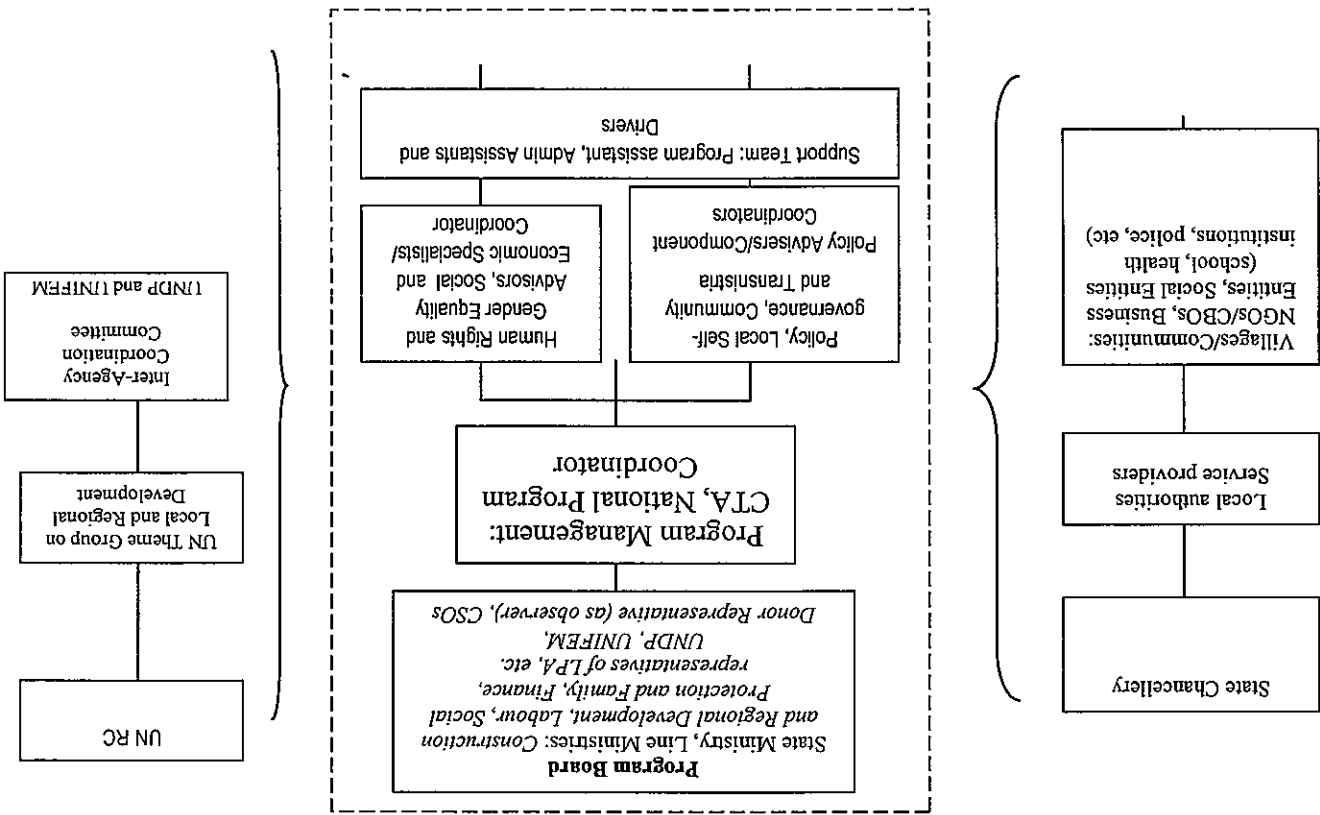 State Chancellery
Local authorities
Service providers
Villages/Communities:
NGOs/CBOs, Business
Entities, Social Entities
(school, health
institutions, police, etc)
Program Board
State Ministry, Line Ministries: Construction
and Regional Development, Labour, Social
Protection and Family, Finance,
representatives of LPA, etc.
UNDP, UNIFEM,
Donor Representative (as observer), CSOs
Program Management:
CTA, National Program
Coordinator
Policy, Local Self-
governance, Community
and Transnistria
Policy Advisers/Component
Coordinators
Human Rights and
Gender Equality
Advisors, Social and
Economic Specialists/
Coordinator
Support Team: Program assistant, Admin Assistants and
Drivers
UN RC
UN Theme Group on
Local and Regional
Development
Inter-Agency
Coordination
Committee
UNDP and UNIFEM